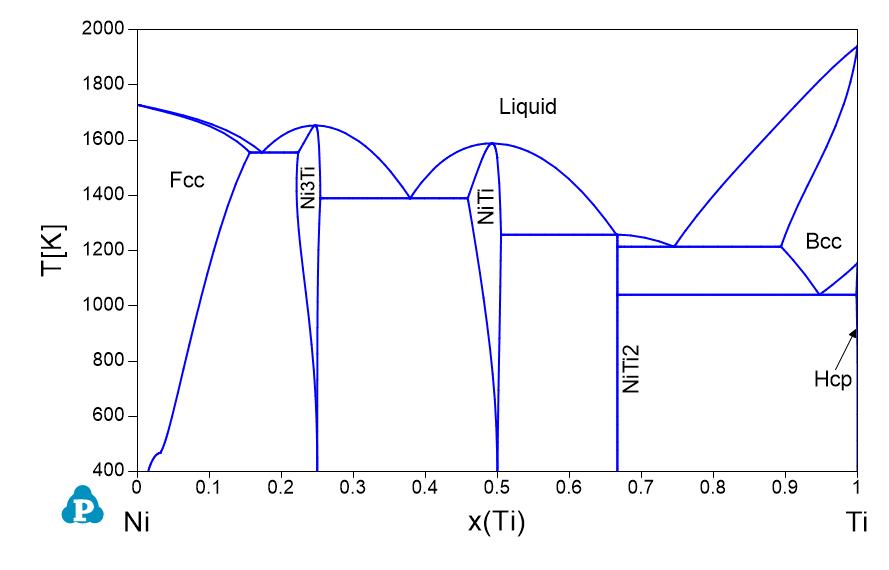 2000
1800
1600
1400
1200
1000
800
600
400
T[K]
Liquid
Fcc
Ni3Ti
NiTi
NiTi2
Bcc
Hcp
0 0.1 0.2 0.3 0.4 0.5 0.6 0.7 0.8 0.9 1
P
Ni x(Ti) Ti